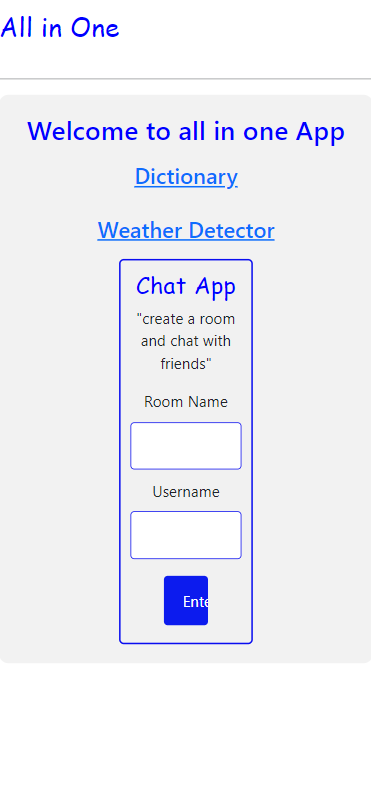 All in One
Welcome to all in one App
Dictionary
Weather Detector
Chat App
"create a room
and chat with
friends"
Room Name
Username
Ente